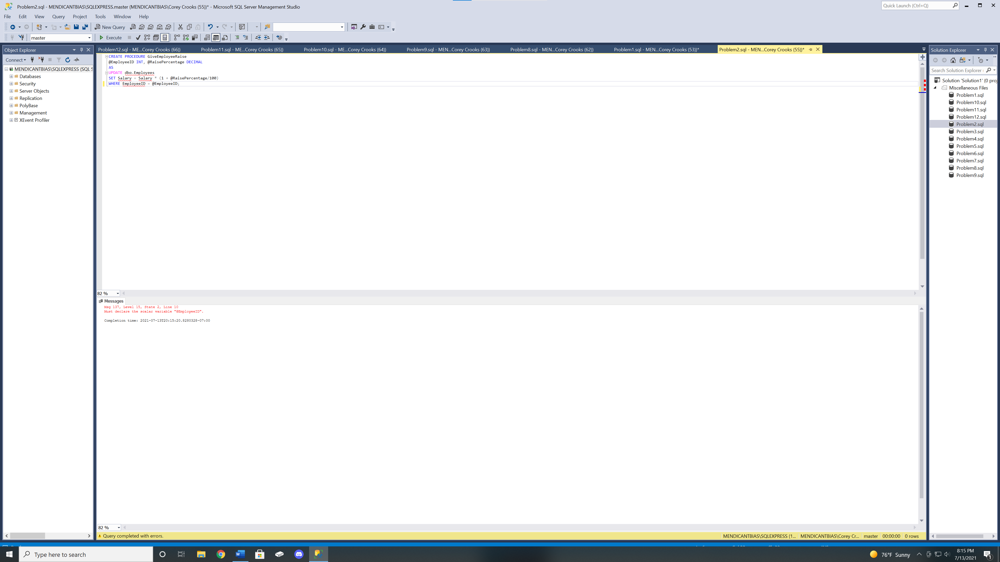 Problem2.sql - MENDICANTBIAS\SQLEXPRESS.master (MENDICANTBIAS\Corey Crooks (55))* - Microsoft SQL Server Management Studio
Quick Launch (Ctrl+Q)
File Edit View Query Project Tools Window Help
New Query MDX DMX XMLA DAX
master Execute
Object Explorer
Connect
MENDICANTBIAS\SQLEXPRESS (SQL S
Databases
Security
Server Objects
Replication
PolyBase
Management
XEvent Profiler
Problem12.sql - ME...Corey Crooks (66)) Problem11.sql - ME...Corey Crooks (65)) Problem10.sql - ME...Corey Crooks (64)) Problem9.sql - ME...Corey Crooks (63)) Problem8.sql - MEN...Corey Crooks (62)) Problem1.sql - MEN...Corey Crooks (53))* Problem2.sql - MEN...Corey Crooks (55))*
CREATE PROCEDURE GiveEmployeeRaise
@EmployeeID INT, @RaisePercentage DECIMAL
AS
UPDATE dbo.Employees
SET Salary = Salary * (1 + @RaisePercentage/100)
WHERE EmployeeID = @EmployeeID;
82 %
Messages
Msg 137, Level 15, State 2, Line 10
Must declare the scalar variable "@EmployeeID".
Completion time: 2021-07-13T20:15:20.8280328-07:00
82 %
Query completed with errors.
MENDICANTBIAS\SQLEXPRESS (1... MENDICANTBIAS\Corey Cr... master 00:00:00 0 rows
Solution Explorer
Search Solution Explorer (
Solution 'Solution1' (0 proj
Miscellaneous Files
Problem1.sql
Problem10.sql
Problem11.sql
Problem12.sql
Problem2.sql
Problem3.sql
Problem4.sql
Problem5.sql
Problem6.sql
Problem7.sql
Problem8.sql
Problem9.sql
Type here to search
76°F Sunny
8:15 PM
7/13/2021
1